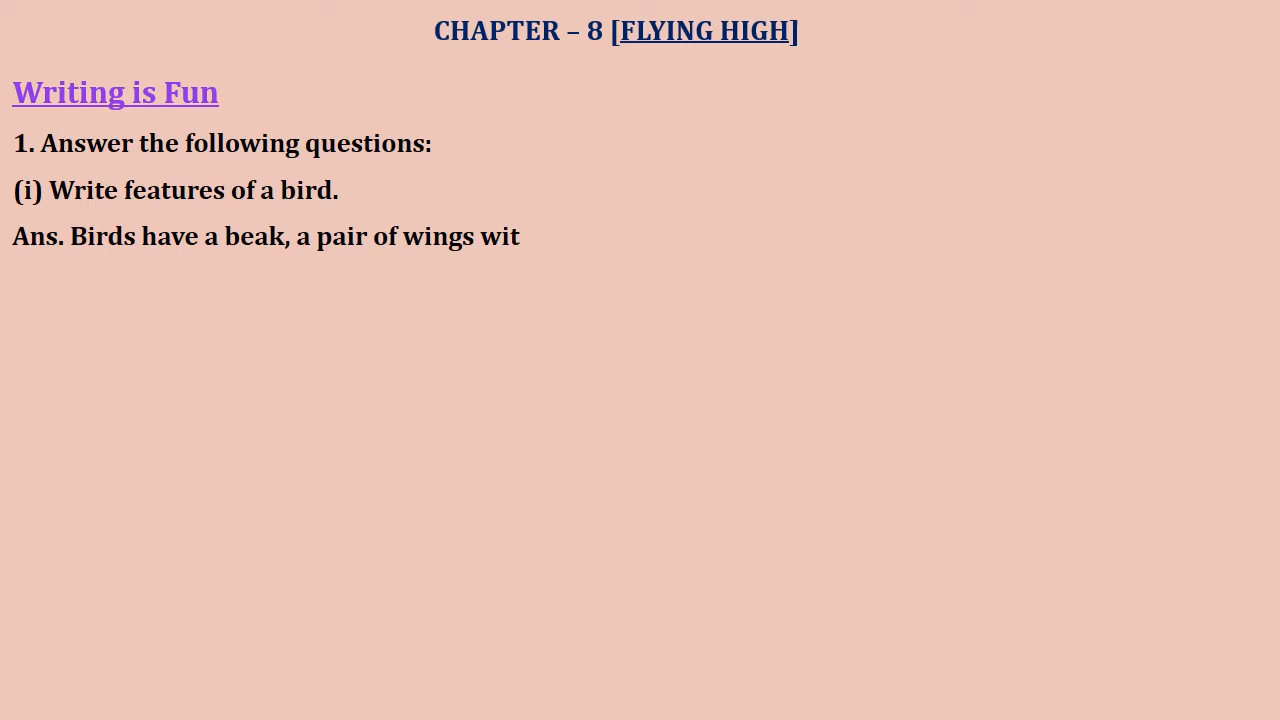 CHAPTER – 8 [FLYING HIGH]
Writing is Fun
1. Answer the following questions:
(i) Write features of a bird.
Ans. Birds have a beak, a pair of wings wit